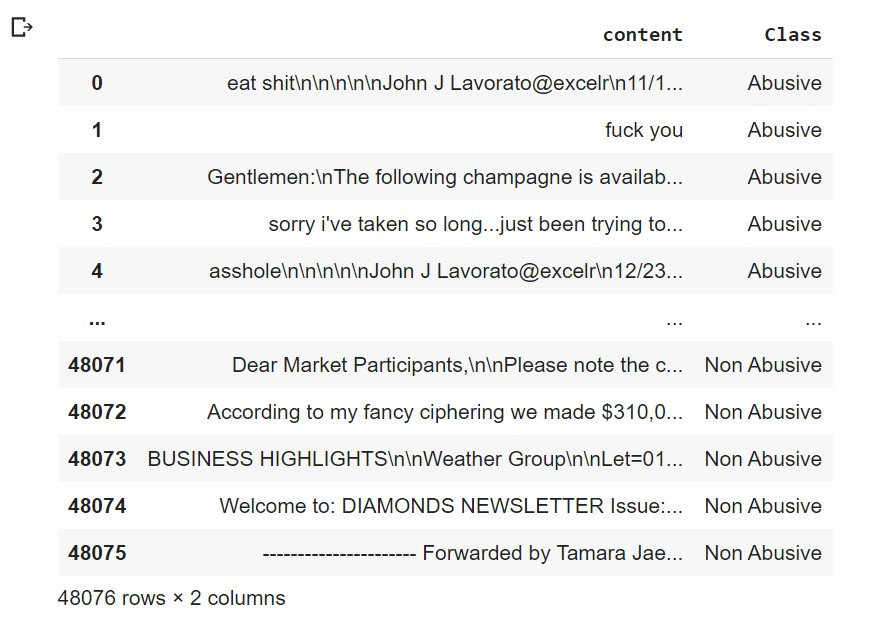 content Class
0 eat shit\n\n\n\n\nJohn J Lavorato@excelr\n11/1... Abusive
1 fuck you Abusive
2 Gentlemen:\nThe following champagne is availab... Abusive
3 sorry i've taken so long...just been trying to... Abusive
4 asshole\n\n\n\n\nJohn J Lavorato@excelr\n12/23... Abusive
... ... ...
48071 Dear Market Participants,\n\nPlease note the c... Non Abusive
48072 According to my fancy ciphering we made $310,0... Non Abusive
48073 BUSINESS HIGHLIGHTS\n\nWeather Group\n\nLet=01... Non Abusive
48074 Welcome to: DIAMONDS NEWSLETTER Issue:... Non Abusive
48075 ---------------------- Forwarded by Tamara Jae... Non Abusive
48076 rows × 2 columns